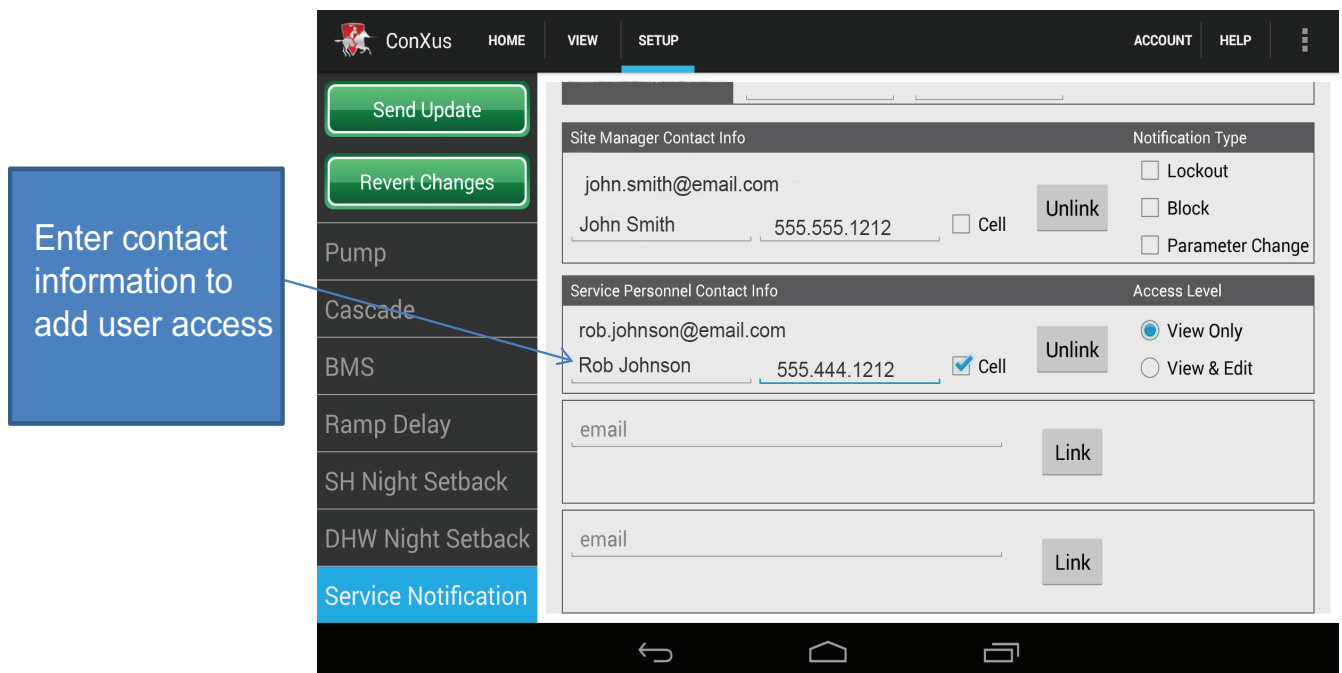 ConXus HOME VIEW SETUP ACCOUNT HELP
Enter contact
information to
add user access
Send Update
Revert Changes
Pump
Cascade
BMS
Ramp Delay
SH Night Setback
DHW Night Setback
Service Notification
Site Manager Contact Info Notification Type
john.smith@email.com
John Smith 555.555.1212 Cell Unlink
Lockout
Block
Parameter Change
Service Personnel Contact Info Access Level
rob.johnson@email.com
Rob Johnson 555.444.1212 Cell Unlink
View Only
View & Edit
email
Link
email
Link